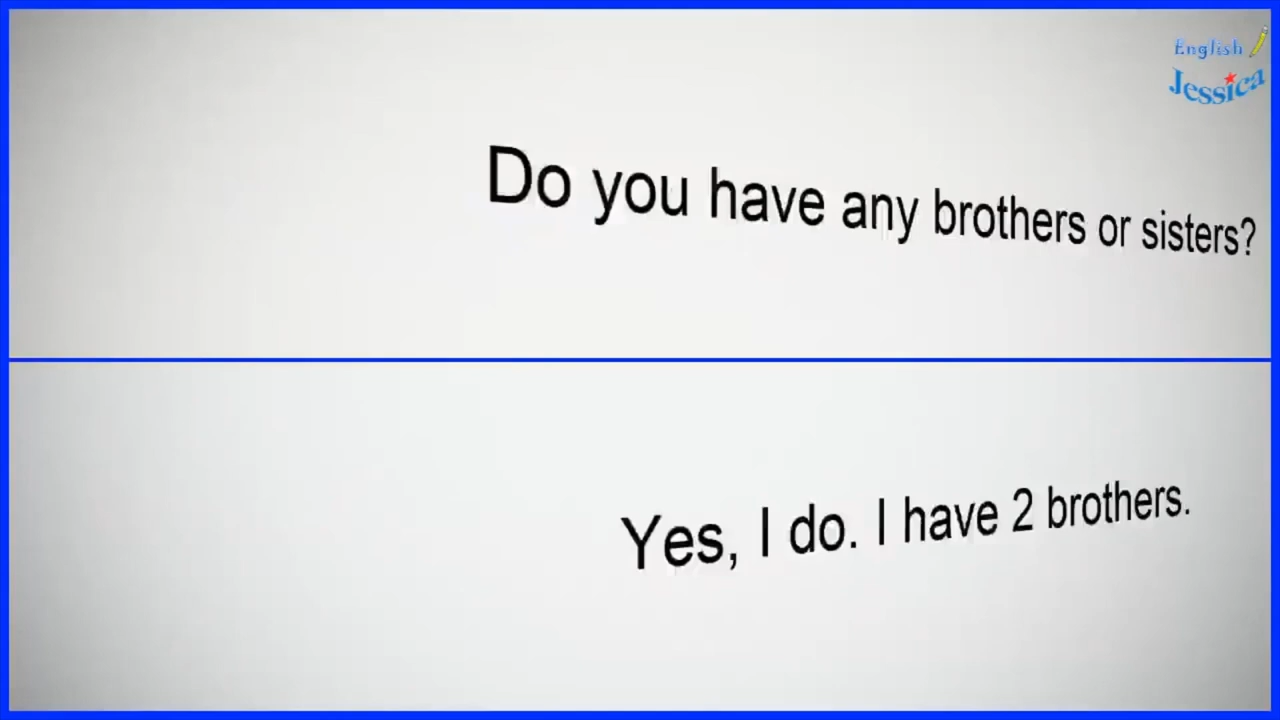 English
Jessica
Do you have any brothers or sisters?
Yes, I do. I have 2 brothers.